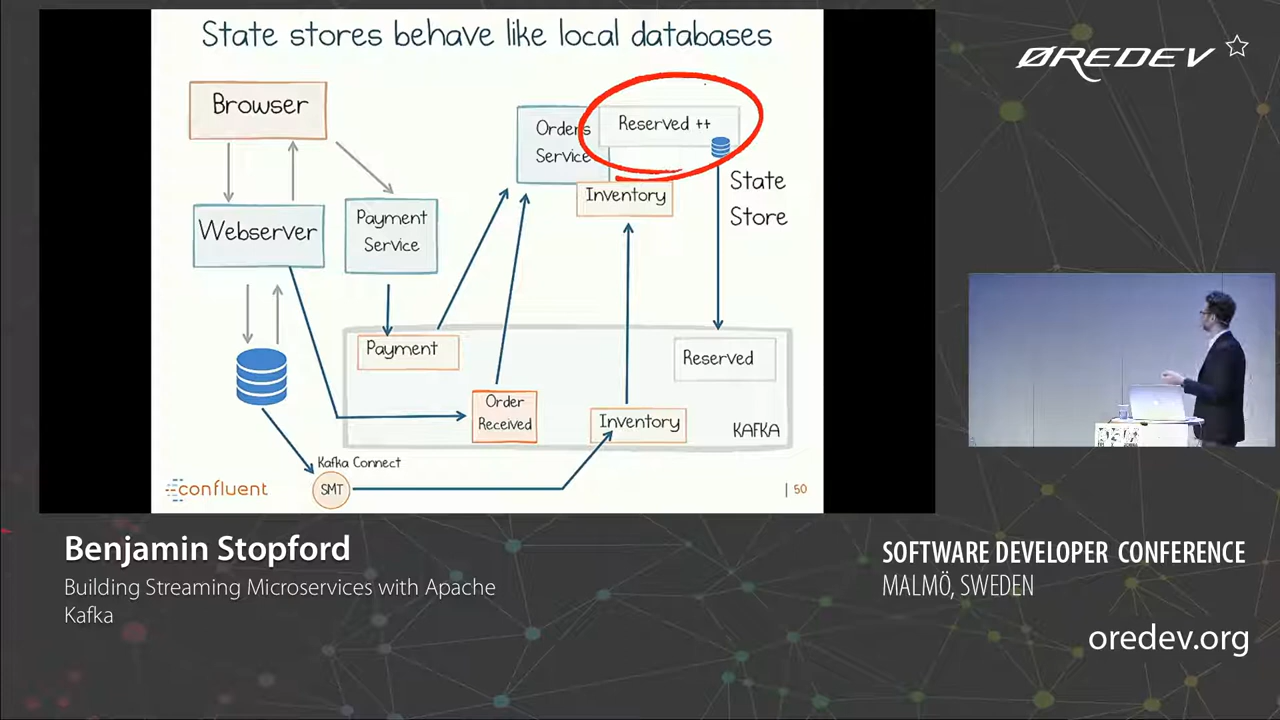 State stores behave like local databases
ØREDEV
Browser
Orders
Service
Reserved ++
Inventory
State
Store
Webserver
Payment
Service
Payment
Reserved
Order
Received
Inventory
KAFKA
Kafka Connect
SMT
confluent
| 50
Benjamin Stopford
Building Streaming Microservices with Apache
Kafka
SOFTWARE DEVELOPER CONFERENCE
MALMÖ, SWEDEN
oredev.org